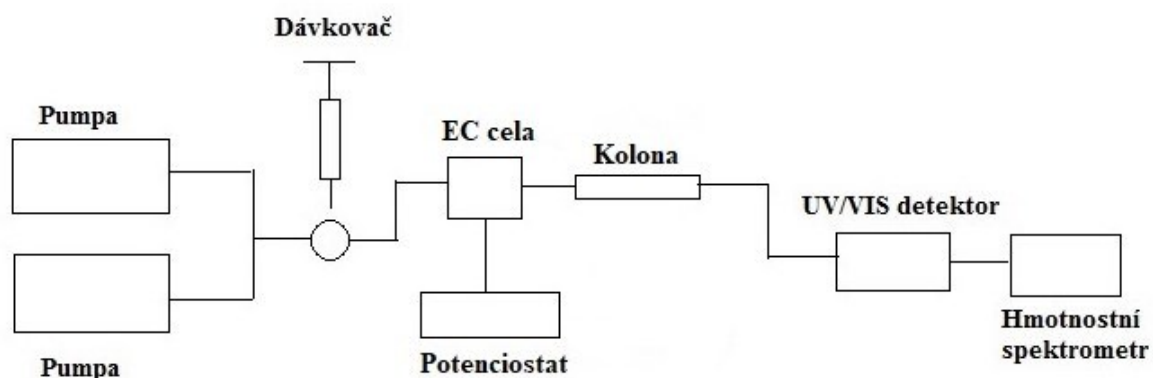 Dávkovač
Pumpa
EC cela
Kolona
UV/VIS detektor
Pumpa
Potenciostat
Hmotnostní
spektrometr